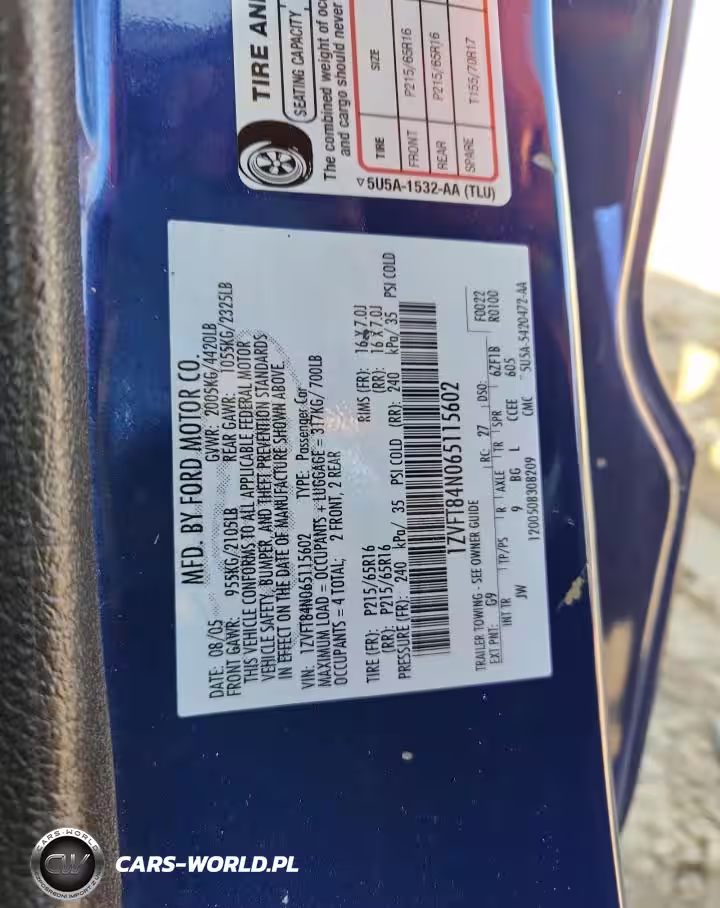 TIRE AN
SEATING CAPACITY
The combined weight of occ
and cargo should never
TIRE SIZE
FRONT P215/65R16
REAR P215/65R16
SPARE T155/70R17
5U5A-1532-AA (TLU)
MFD. BY FORD MOTOR CO.
DATE: 08/05 GVWR: 2005KG/4420LB
FRONT GAWR: 955KG/2105LB REAR GAWR: 1055KG/2325LB
THIS VEHICLE CONFORMS TO ALL APPLICABLE FEDERAL MOTOR
VEHICLE SAFETY, BUMPER, AND THEFT PREVENTION STANDARDS
IN EFFECT ON THE DATE OF MANUFACTURE SHOWN ABOVE.
VIN: 1ZVFT84N065115602 TYPE: Passenger Car
MAXIMUM LOAD = OCCUPANTS + LUGGAGE = 317KG/ 700LB
OCCUPANTS = 4 TOTAL: 2 FRONT, 2 REAR
TIRE (FR): P215/65R16 RIMS (FR): 16 X 7.0J
(RR): P215/65R16 (RR): 16 X 7.0J
PRESSURE (FR): 240 kPa/ 35 PSI COLD (RR): 240 kPa/ 35 PSI COLD
1ZVFT84N065115602
TRAILER TOWING - SEE OWNER GUIDE
EXT PNT: G9 RC: 27 DSO: F0022
6ZF1B R0100
INT TR TP/PS R AXLE TR SPR 605
JW 9 BG L CCEE
CMC 5U5A-5420472-AA
1200508308209
CARS-WORLD
CW
BEZPOŚREDNI IMPORT Z USA
CARS-WORLD.PL